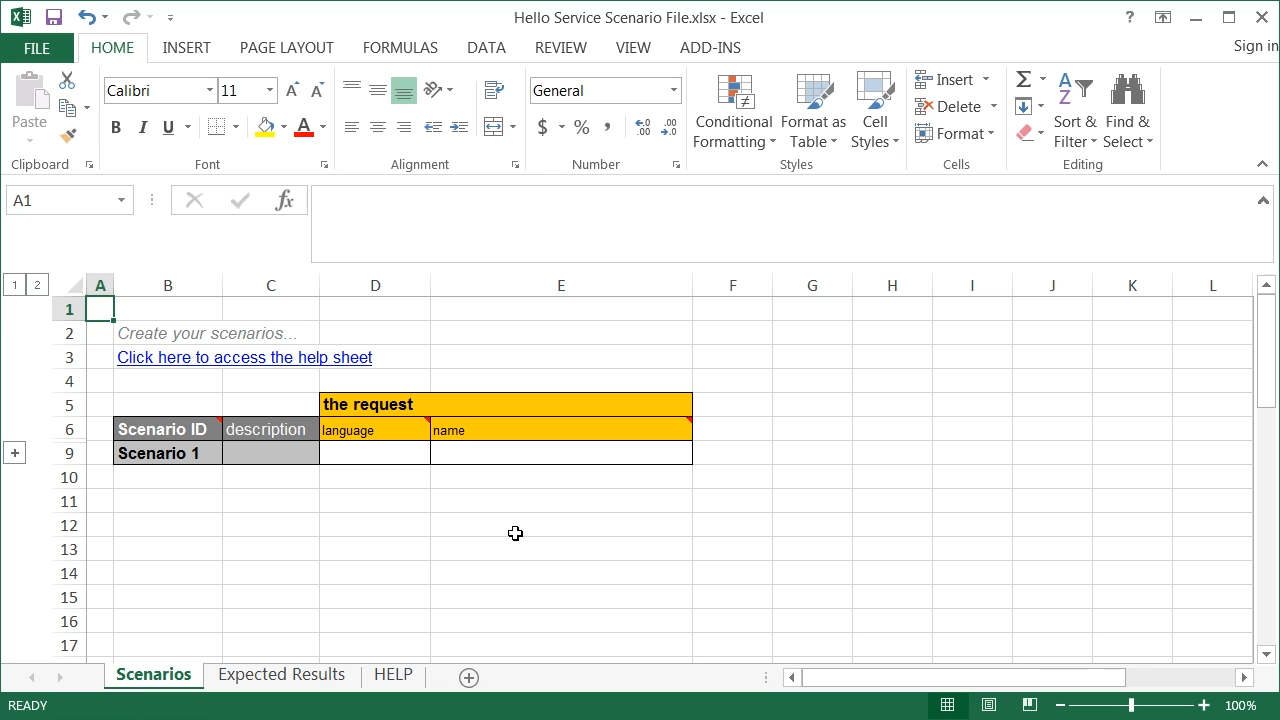 Hello Service Scenario File.xlsx - Excel
?
FILE HOME INSERT PAGE LAYOUT FORMULAS DATA REVIEW VIEW ADD-INS Sign in
Paste
Clipboard
Calibri 11
B I U A
Font
Alignment
General
$ % ,
Number
Conditional Formatting
Format as Table
Cell Styles
Styles
Insert
Delete
Format
Cells
Sort & Filter
Find & Select
Editing
A1 fx
1 2 A B C D E F G H I J K L
1
2 Create your scenarios...
3 Click here to access the help sheet
4
5 the request
6 Scenario ID description language name
9 Scenario 1
10
11
12
13
14
15
16
17
Scenarios Expected Results HELP
READY 100%